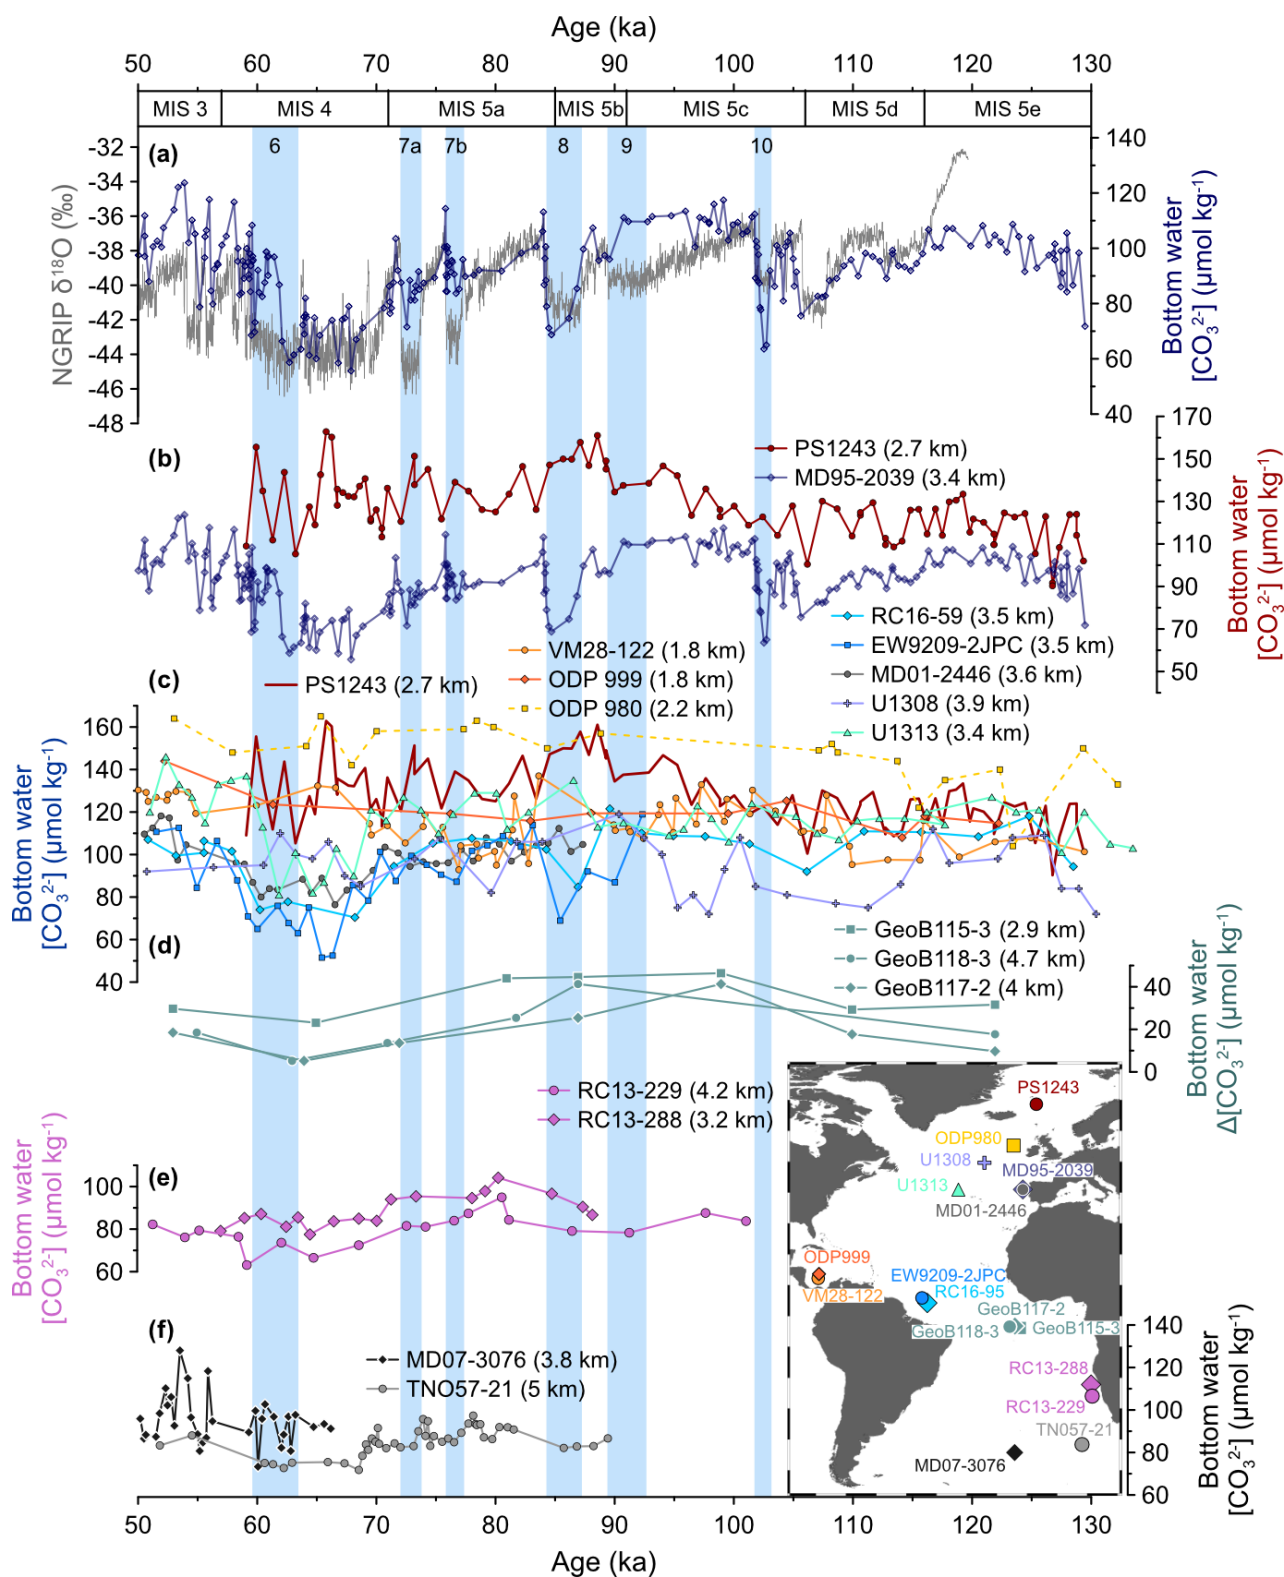 Age (ka)
50 60 70 80 90 100 110 120 130
MIS 3 MIS 4 MIS 5a MIS 5b MIS 5c MIS 5d MIS 5e
6 7a 7b 8 9 10
(a)
-32
-34
-36
-38
-40
-42
-44
-46
-48
NGRIP δ¹⁸O (‰)
140
120
100
80
60
40
Bottom water
[CO₃²⁻] (µmol kg⁻¹)
(b)
PS1243 (2.7 km)
MD95-2039 (3.4 km)
170
150
130
110
90
70
50
Bottom water
[CO₃²⁻] (µmol kg⁻¹)
RC16-59 (3.5 km)
EW9209-2JPC (3.5 km)
MD01-2446 (3.6 km)
U1308 (3.9 km)
U1313 (3.4 km)
VM28-122 (1.8 km)
ODP 999 (1.8 km)
ODP 980 (2.2 km)
(c)
PS1243 (2.7 km)
160
140
120
100
80
60
40
Bottom water
[CO₃²⁻] (µmol kg⁻¹)
(d)
GeoB115-3 (2.9 km)
GeoB118-3 (4.7 km)
GeoB117-2 (4 km)
40
20
0
Bottom water
Δ[CO₃²⁻] (µmol kg⁻¹)
RC13-229 (4.2 km)
RC13-288 (3.2 km)
(e)
100
80
60
Bottom water
[CO₃²⁻] (µmol kg⁻¹)
PS1243
ODP980
U1308
MD95-2039
U1313
MD01-2446
ODP999
EW9209-2JPC
RC16-95
VM28-122
GeoB117-2
GeoB118-3
GeoB115-3
RC13-288
RC13-229
TN057-21
MD07-3076
(f)
MD07-3076 (3.8 km)
TNO57-21 (5 km)
140
120
100
80
60
Bottom water
[CO₃²⁻] (µmol kg⁻¹)
50 60 70 80 90 100 110 120 130
Age (ka)